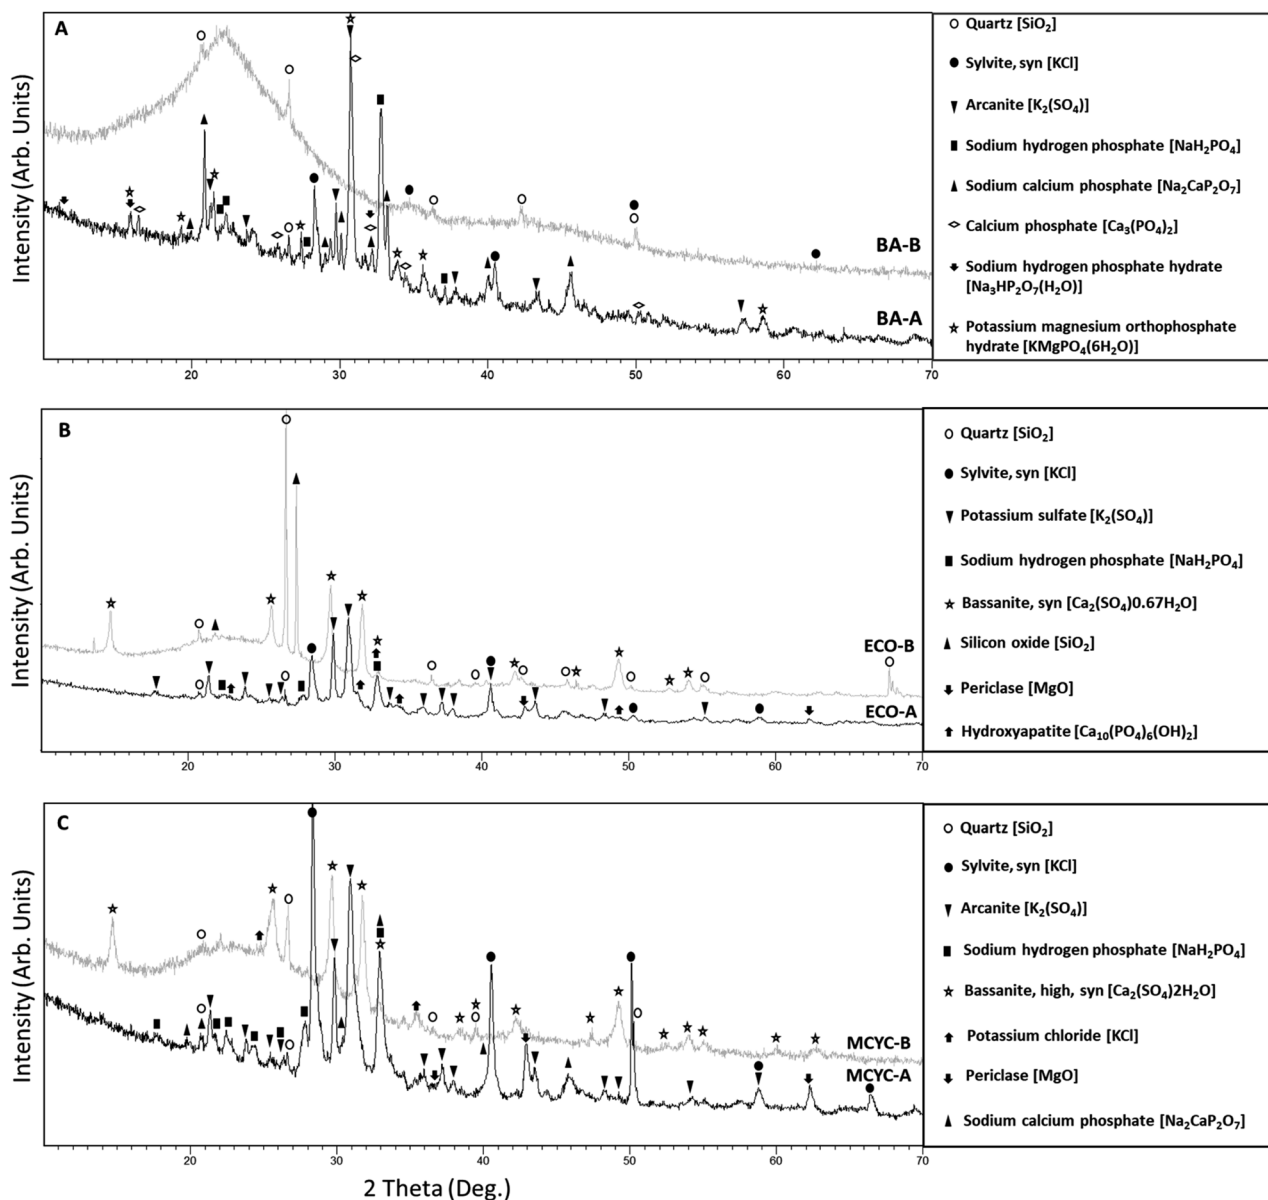 A
Intensity (Arb. Units)
BA-B
BA-A
20 30 40 50 60 70
Quartz [SiO2]
Sylvite, syn [KCl]
Arcanite [K2(SO4)]
Sodium hydrogen phosphate [NaH2PO4]
Sodium calcium phosphate [Na2CaP2O7]
Calcium phosphate [Ca3(PO4)2]
Sodium hydrogen phosphate hydrate
[Na3HP2O7(H2O)]
Potassium magnesium orthophosphate
hydrate [KMgPO4(6H2O)]
B
Intensity (Arb. Units)
ECO-B
ECO-A
20 30 40 50 60 70
Quartz [SiO2]
Sylvite, syn [KCl]
Potassium sulfate [K2(SO4)]
Sodium hydrogen phosphate [NaH2PO4]
Bassanite, syn [Ca2(SO4)0.67H2O]
Silicon oxide [SiO2]
Periclase [MgO]
Hydroxyapatite [Ca10(PO4)6(OH)2]
C
Intensity (Arb. Units)
MCYC-B
MCYC-A
20 30 40 50 60 70
2 Theta (Deg.)
Quartz [SiO2]
Sylvite, syn [KCl]
Arcanite [K2(SO4)]
Sodium hydrogen phosphate [NaH2PO4]
Bassanite, high, syn [Ca2(SO4)2H2O]
Potassium chloride [KCl]
Periclase [MgO]
Sodium calcium phosphate [Na2CaP2O7]